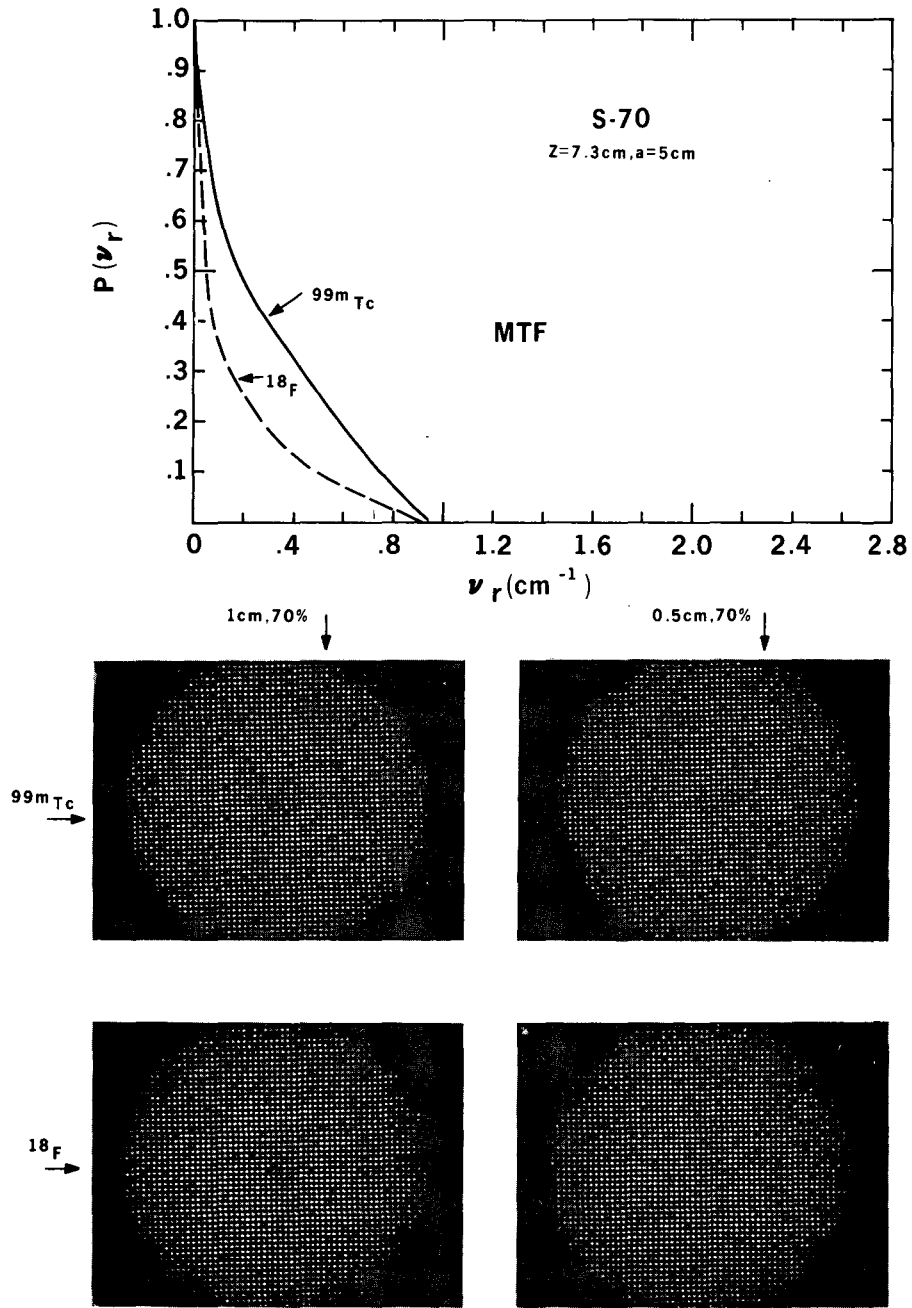 1.0
.9
.8
.7
.6
.5
.4
.3
.2
.1
P(νr)
S-70
Z=7.3cm,a=5cm
99mTc
MTF
18F
0 .4 .8 1.2 1.6 2.0 2.4 2.8
νr(cm-1)
1cm,70% 0.5cm,70%
99mTc
18F